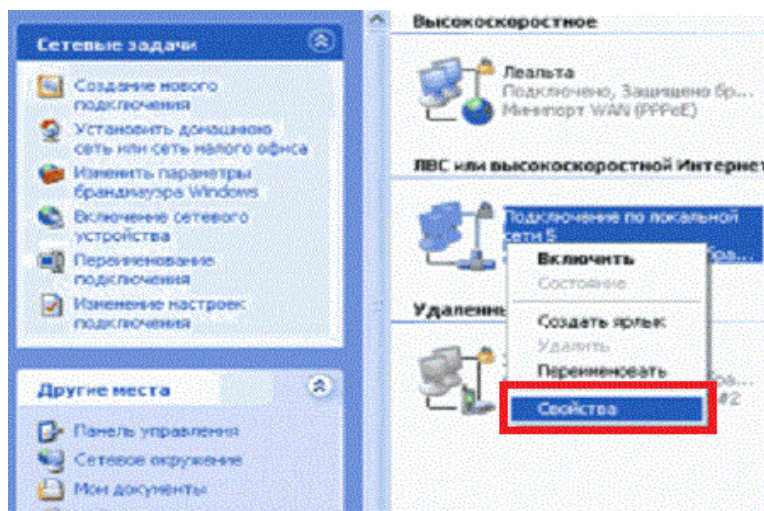 Сетевые задачи
Создание нового
подключения
Установить домашнюю
сеть или сеть малого офиса
Изменить параметры
брандмауэра Windows
Включение сетевого
устройства
Переименование
подключения
Изменение настроек
подключения
Другие места
Панель управления
Сетевое окружение
Мои документы
Высокоскоростное
Леальта
Подключено, Защищено бр...
Минипорт WAN (PPPoE)
ЛВС или высокоскоростной Интернет
Подключение по локальной
сети 5
бра...
Включить
Состояние
Удаленны
Создать ярлык
Удалить
Переименовать
бра...
Свойства
#2